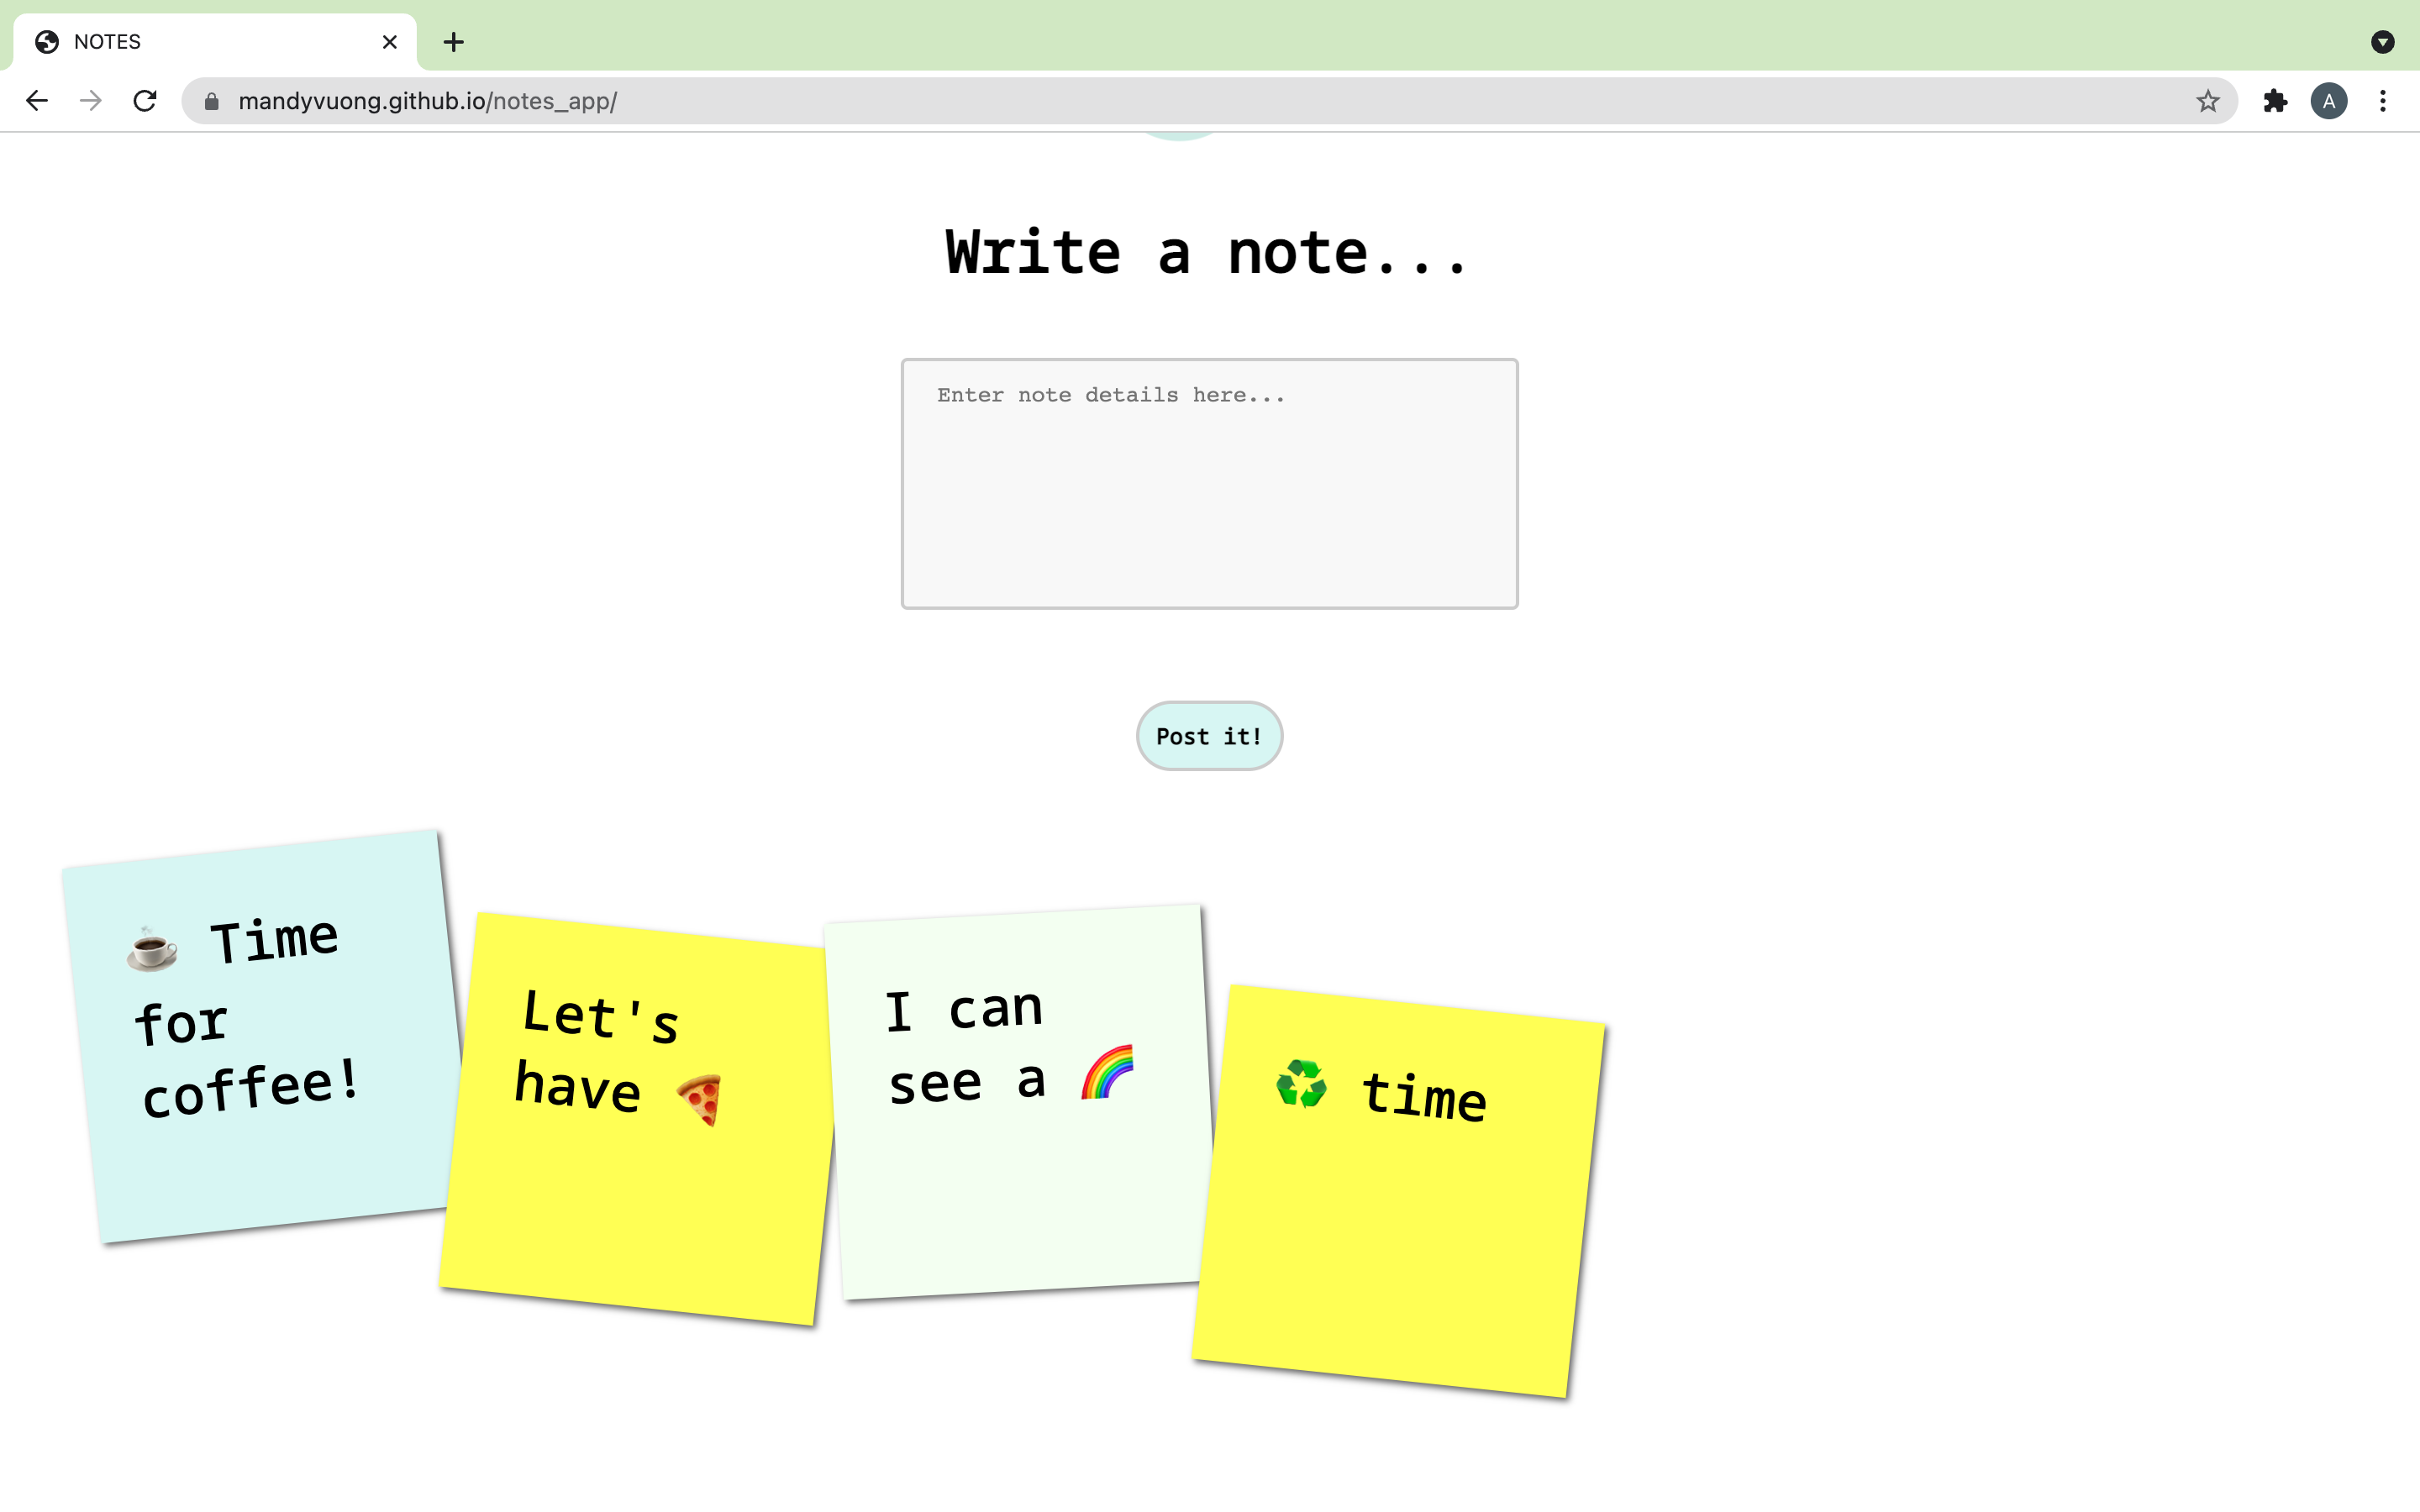 NOTES
mandyvuong.github.io/notes_app/
A
Write a note...
Enter note details here...
Post it!
☕ Time
for
coffee!
Let's
have 🍕
I can
see a 🌈
♻️ time